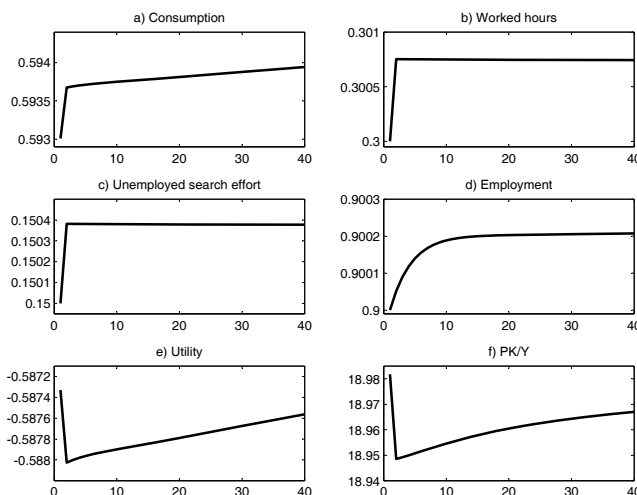 a) Consumption
0.594
0.5935
0.593
0 10 20 30 40
b) Worked hours
0.301
0.3005
0.3
0 10 20 30 40
c) Unemployed search effort
0.1504
0.1503
0.1502
0.1501
0.15
0 10 20 30 40
d) Employment
0.9003
0.9002
0.9001
0.9
0 10 20 30 40
e) Utility
-0.5872
-0.5874
-0.5876
-0.5878
-0.588
0 10 20 30 40
f) PK/Y
18.98
18.97
18.96
18.95
18.94
0 10 20 30 40